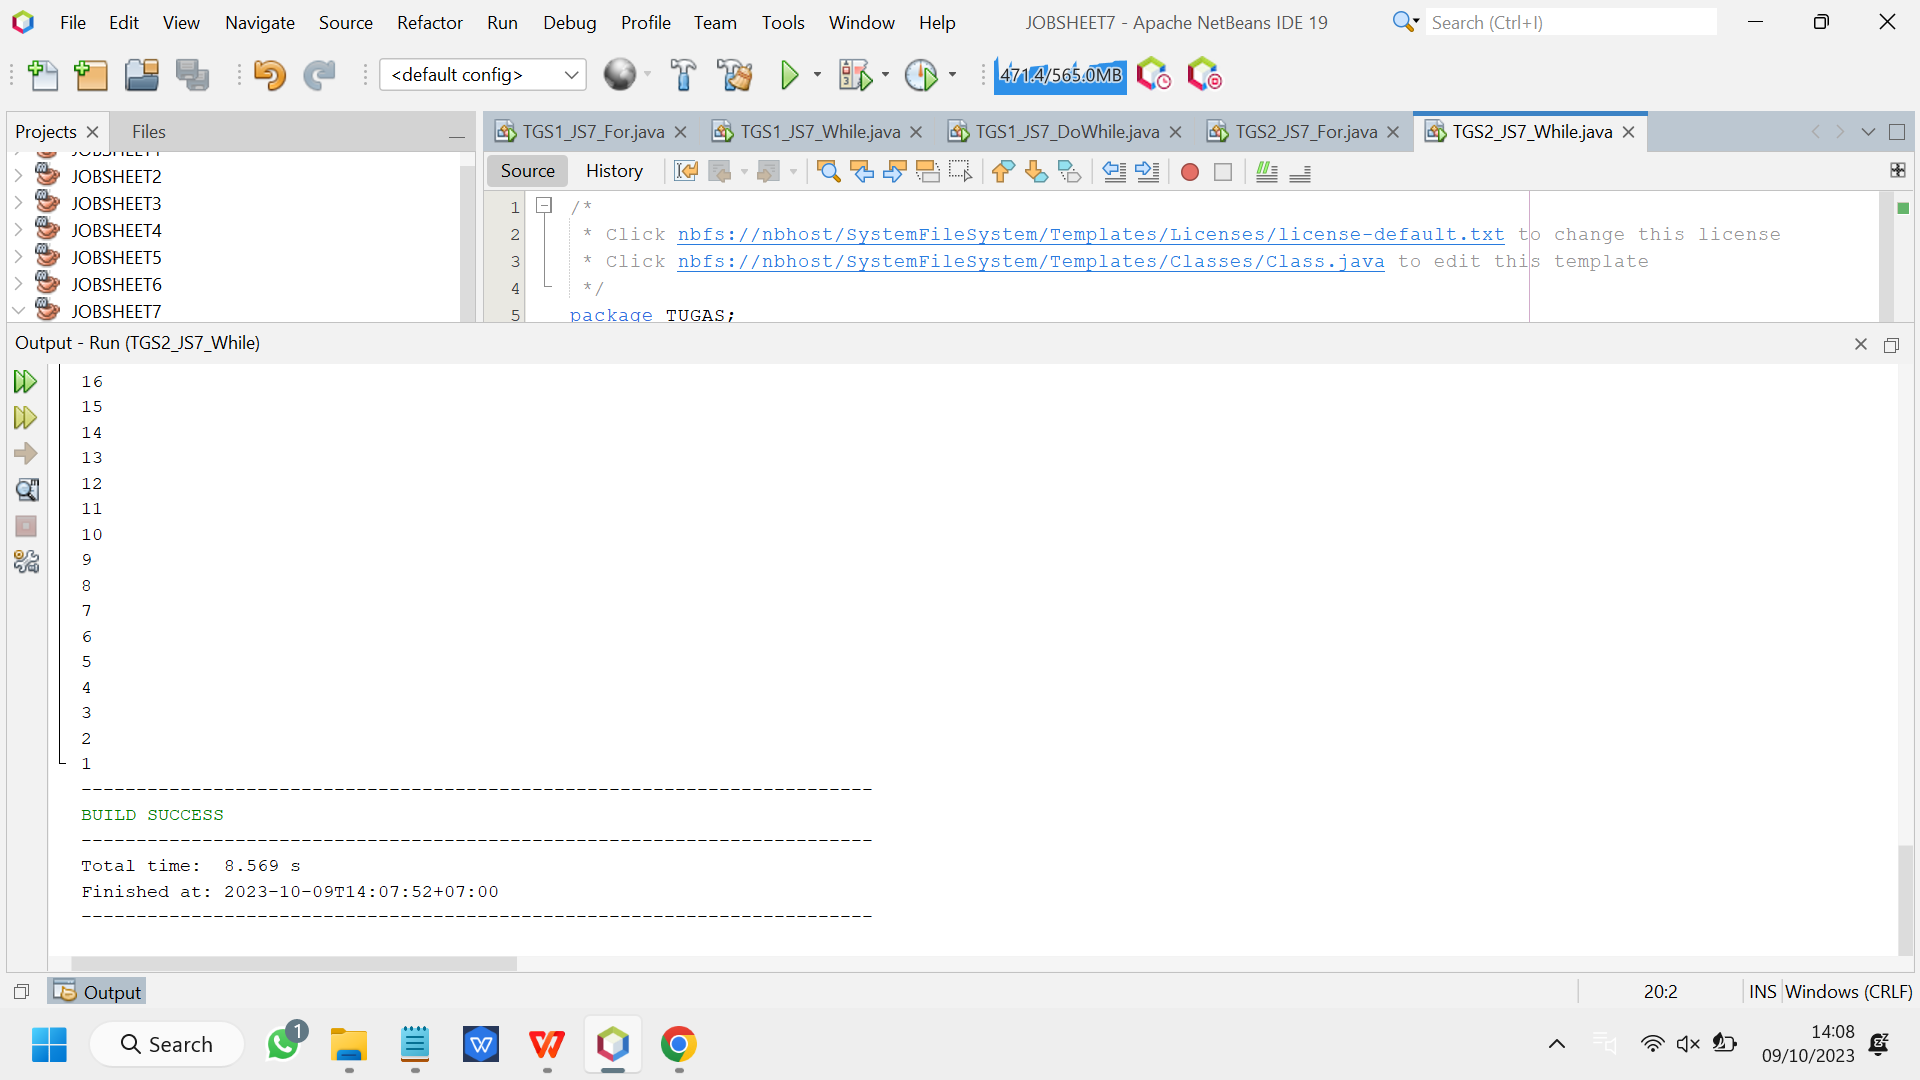 File Edit View Navigate Source Refactor Run Debug Profile Team Tools Window Help JOBSHEET7 - Apache NetBeans IDE 19 Search (Ctrl+I)
<default config> 471.4/565.0MB
Projects Files TGS1_JS7_For.java TGS1_JS7_While.java TGS1_JS7_DoWhile.java TGS2_JS7_For.java TGS2_JS7_While.java
JOBSHEET1
JOBSHEET2
JOBSHEET3
JOBSHEET4
JOBSHEET5
JOBSHEET6
JOBSHEET7
Source History
1 /*
2 * Click nbfs://nbhost/SystemFileSystem/Templates/Licenses/license-default.txt to change this license
3 * Click nbfs://nbhost/SystemFileSystem/Templates/Classes/Class.java to edit this template
4 */
5 package TUGAS;
Output - Run (TGS2_JS7_While)
16
15
14
13
12
11
10
9
8
7
6
5
4
3
2
1
------------------------------------------------------------------------
BUILD SUCCESS
------------------------------------------------------------------------
Total time:  8.569 s
Finished at: 2023-10-09T14:07:52+07:00
------------------------------------------------------------------------
Output 20:2 INS Windows (CRLF)
Search 1 14:08
09/10/2023